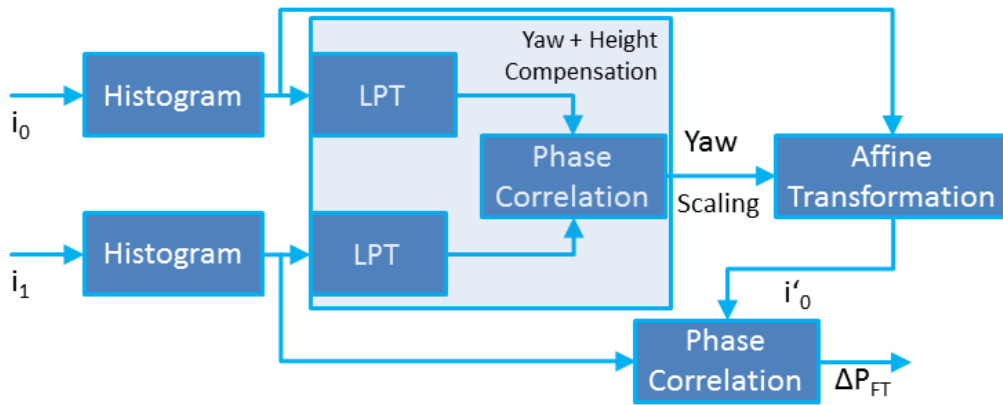 Yaw + Height
Compensation
i0
Histogram
LPT
Phase
Correlation
Yaw
Scaling
Affine
Transformation
i1
Histogram
LPT
i‘0
Phase
Correlation
ΔPFT